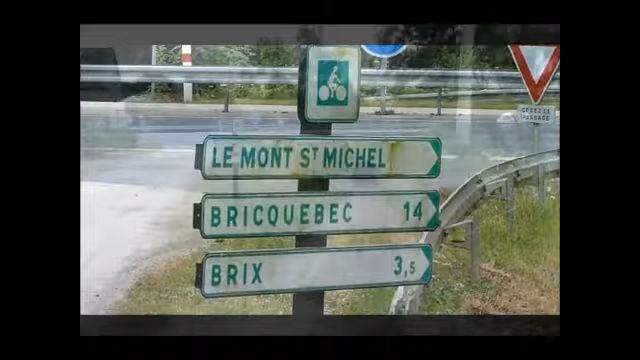 CEDEZ LE
PASSAGE
LE MONT ST MICHEL
BRICQUEBEC 14
BRIX 3,5